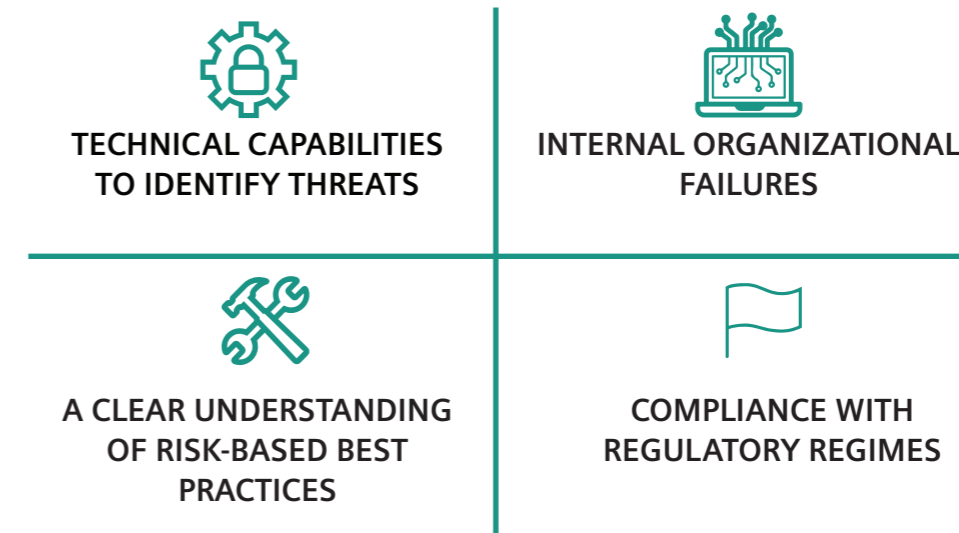 TECHNICAL CAPABILITIES
TO IDENTIFY THREATS
INTERNAL ORGANIZATIONAL
FAILURES
A CLEAR UNDERSTANDING
OF RISK-BASED BEST
PRACTICES
COMPLIANCE WITH
REGULATORY REGIMES